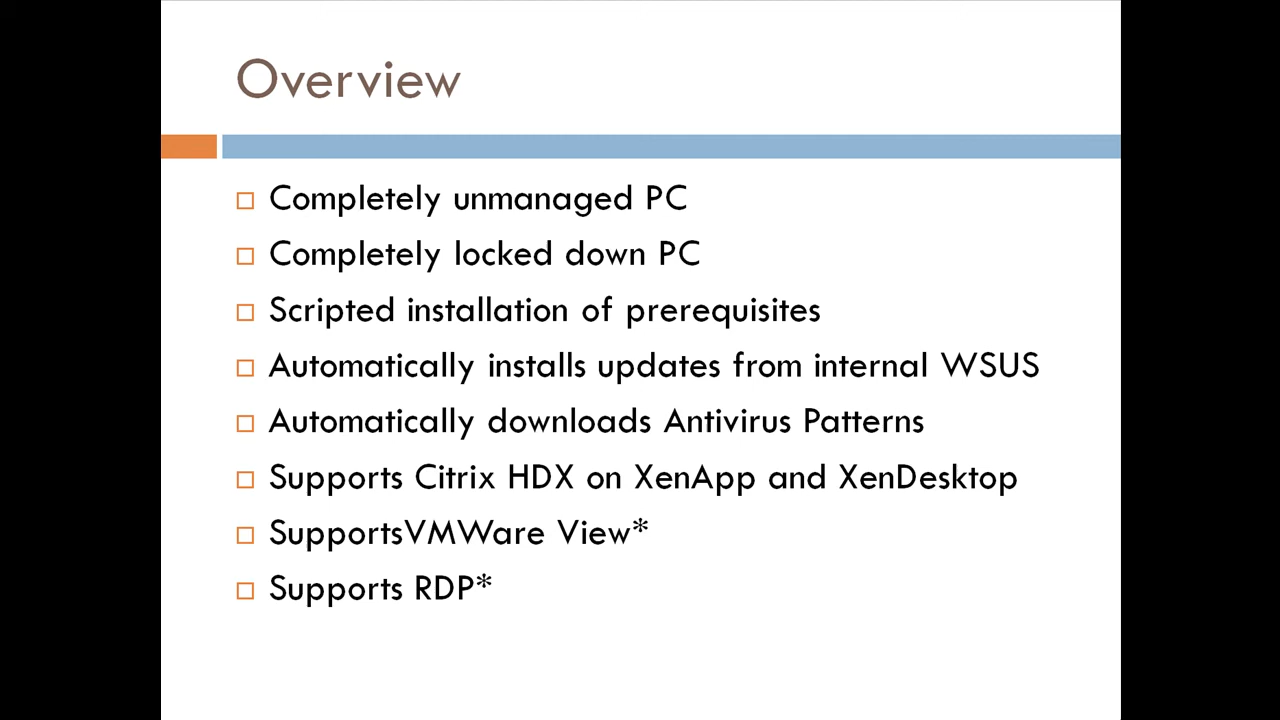 Overview
Completely unmanaged PC
Completely locked down PC
Scripted installation of prerequisites
Automatically installs updates from internal WSUS
Automatically downloads Antivirus Patterns
Supports Citrix HDX on XenApp and XenDesktop
SupportsVMWare View*
Supports RDP*